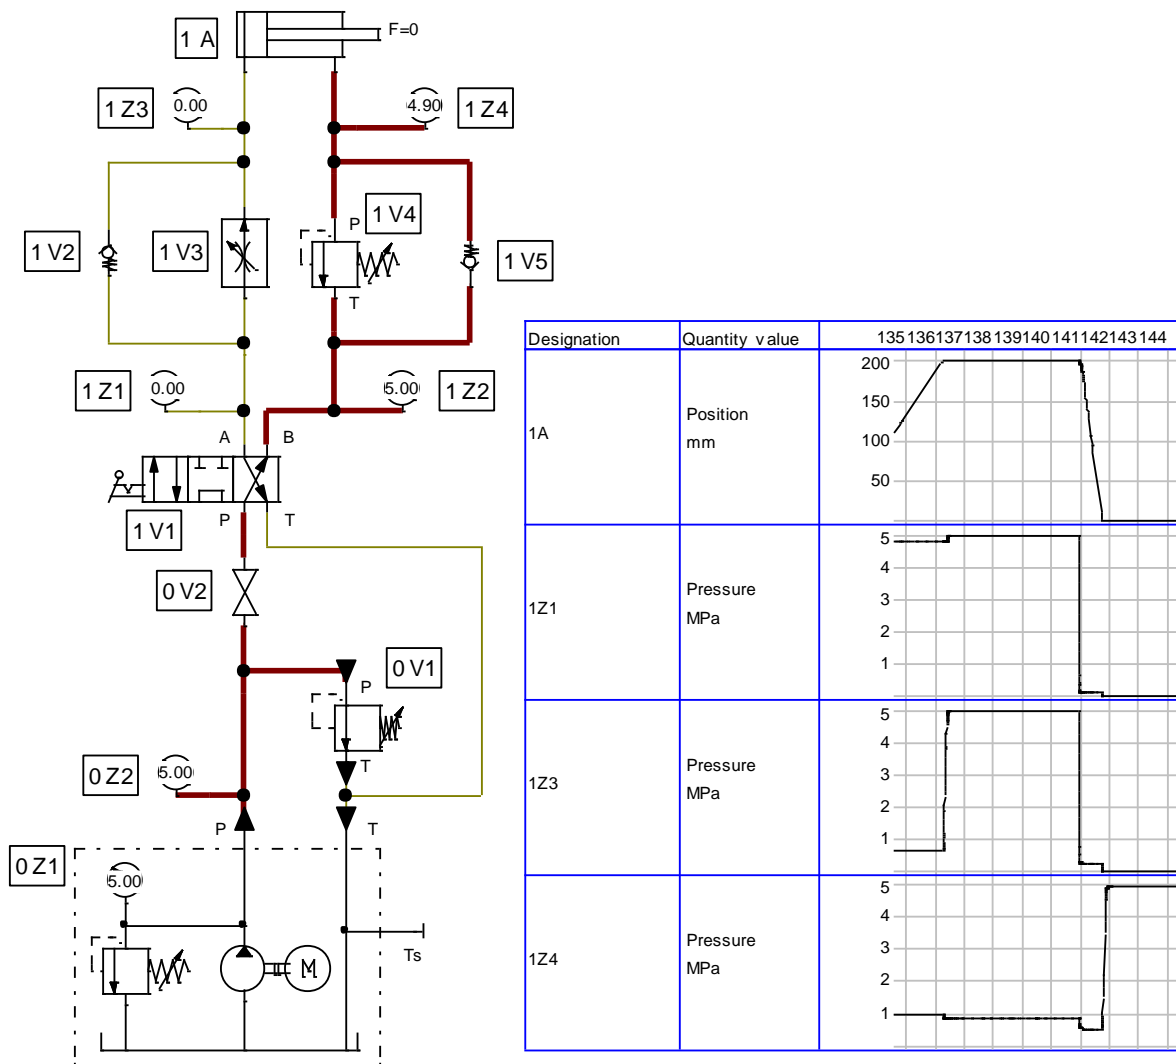 1 A
F=0
1 Z3
0.00
4.90
1 Z4
1 V2
1 V3
P
1 V4
1 V5
T
1 Z1
0.00
5.00
1 Z2
A B
P T
1 V1
0 V2
0 V1
P
T
0 Z2
5.00
P
T
0 Z1
5.00
M
Ts
Designation Quantity value 135 136 137 138 139 140 141 142 143 144
1A
Position
mm
200
150
100
50
1Z1
Pressure
MPa
5
4
3
2
1
1Z3
Pressure
MPa
5
4
3
2
1
1Z4
Pressure
MPa
5
4
3
2
1